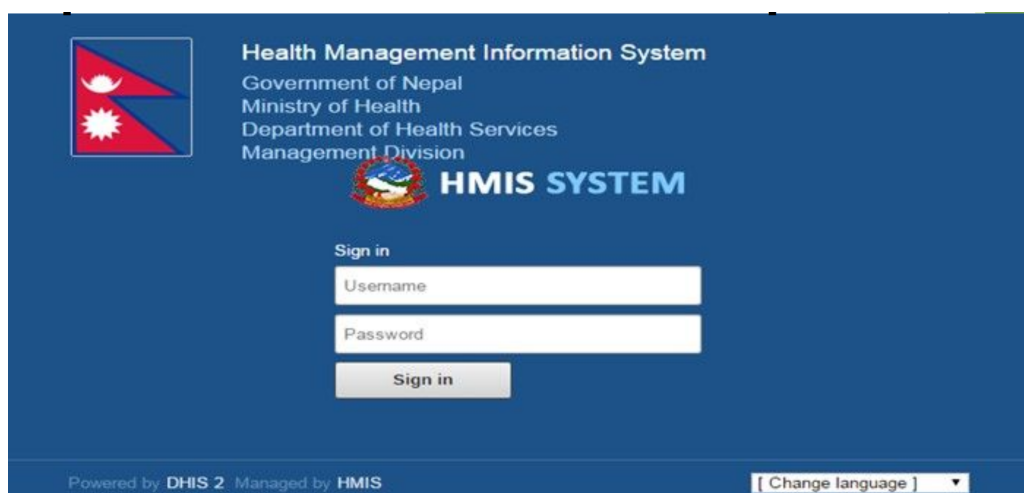 Health Management Information System
Government of Nepal
Ministry of Health
Department of Health Services
Management Division
HMIS SYSTEM
Sign in
Username
Password
Sign in
Powered by DHIS 2 Managed by HMIS
[ Change language ]